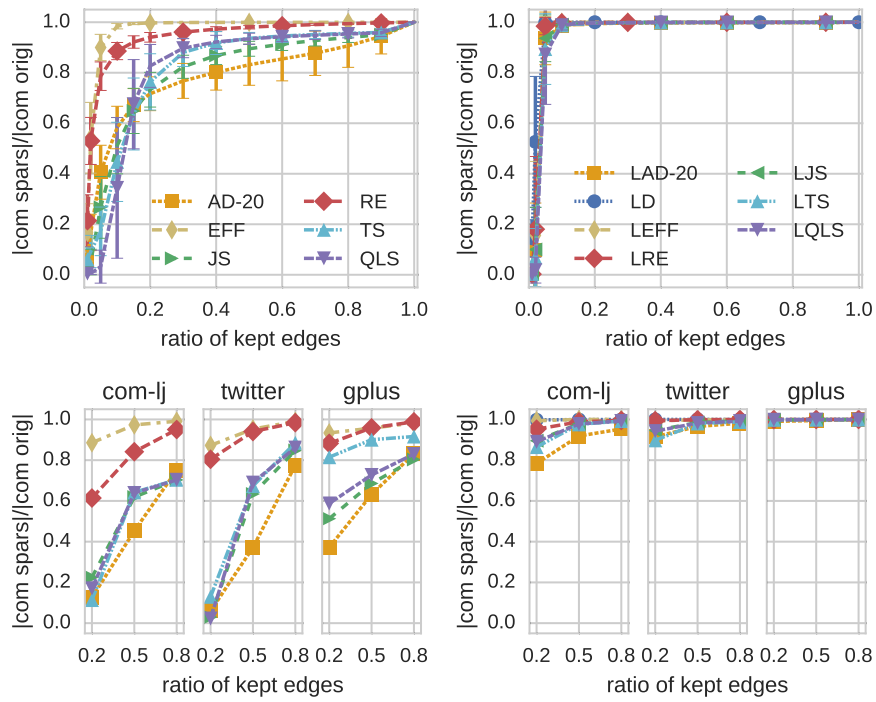 |com spars|/|com orig|
1.0
0.8
0.6
0.4
0.2
0.0
AD-20
RE
EFF
TS
JS
QLS
0.0 0.2 0.4 0.6 0.8 1.0
ratio of kept edges
|com spars|/|com orig|
1.0
0.8
0.6
0.4
0.2
0.0
LAD-20
LJS
LD
LTS
LEFF
LQLS
LRE
0.0 0.2 0.4 0.6 0.8 1.0
ratio of kept edges
com-lj twitter gplus
|com spars|/|com orig|
1.0
0.8
0.6
0.4
0.2
0.0
0.2 0.5 0.8 0.2 0.5 0.8 0.2 0.5 0.8
ratio of kept edges
com-lj twitter gplus
|com spars|/|com orig|
1.0
0.8
0.6
0.4
0.2
0.0
0.2 0.5 0.8 0.2 0.5 0.8 0.2 0.5 0.8
ratio of kept edges